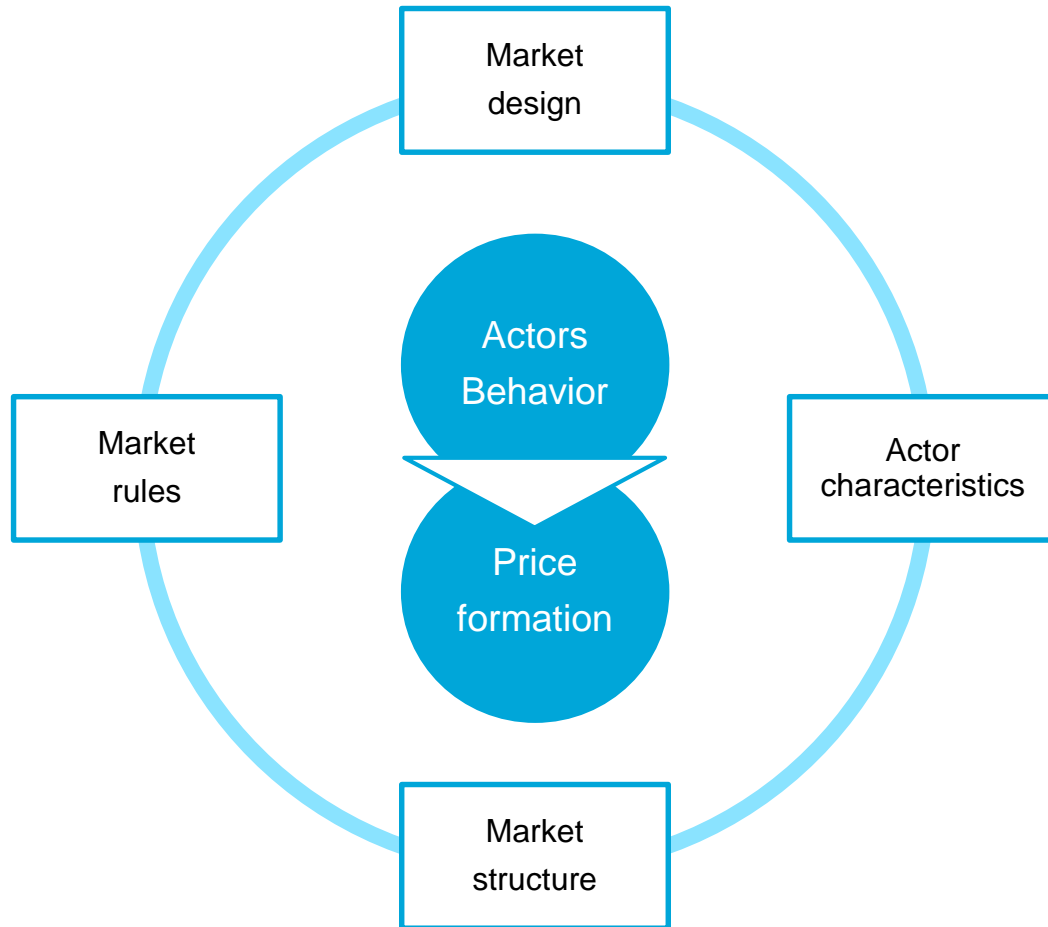 Market
design
Actors
Behavior
Market
rules
Actor
characteristics
Price
formation
Market
structure